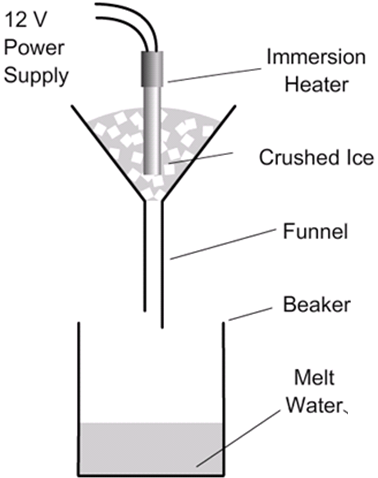 12 V
Power
Supply
Immersion
Heater
Crushed Ice
Funnel
Beaker
Melt
Water、